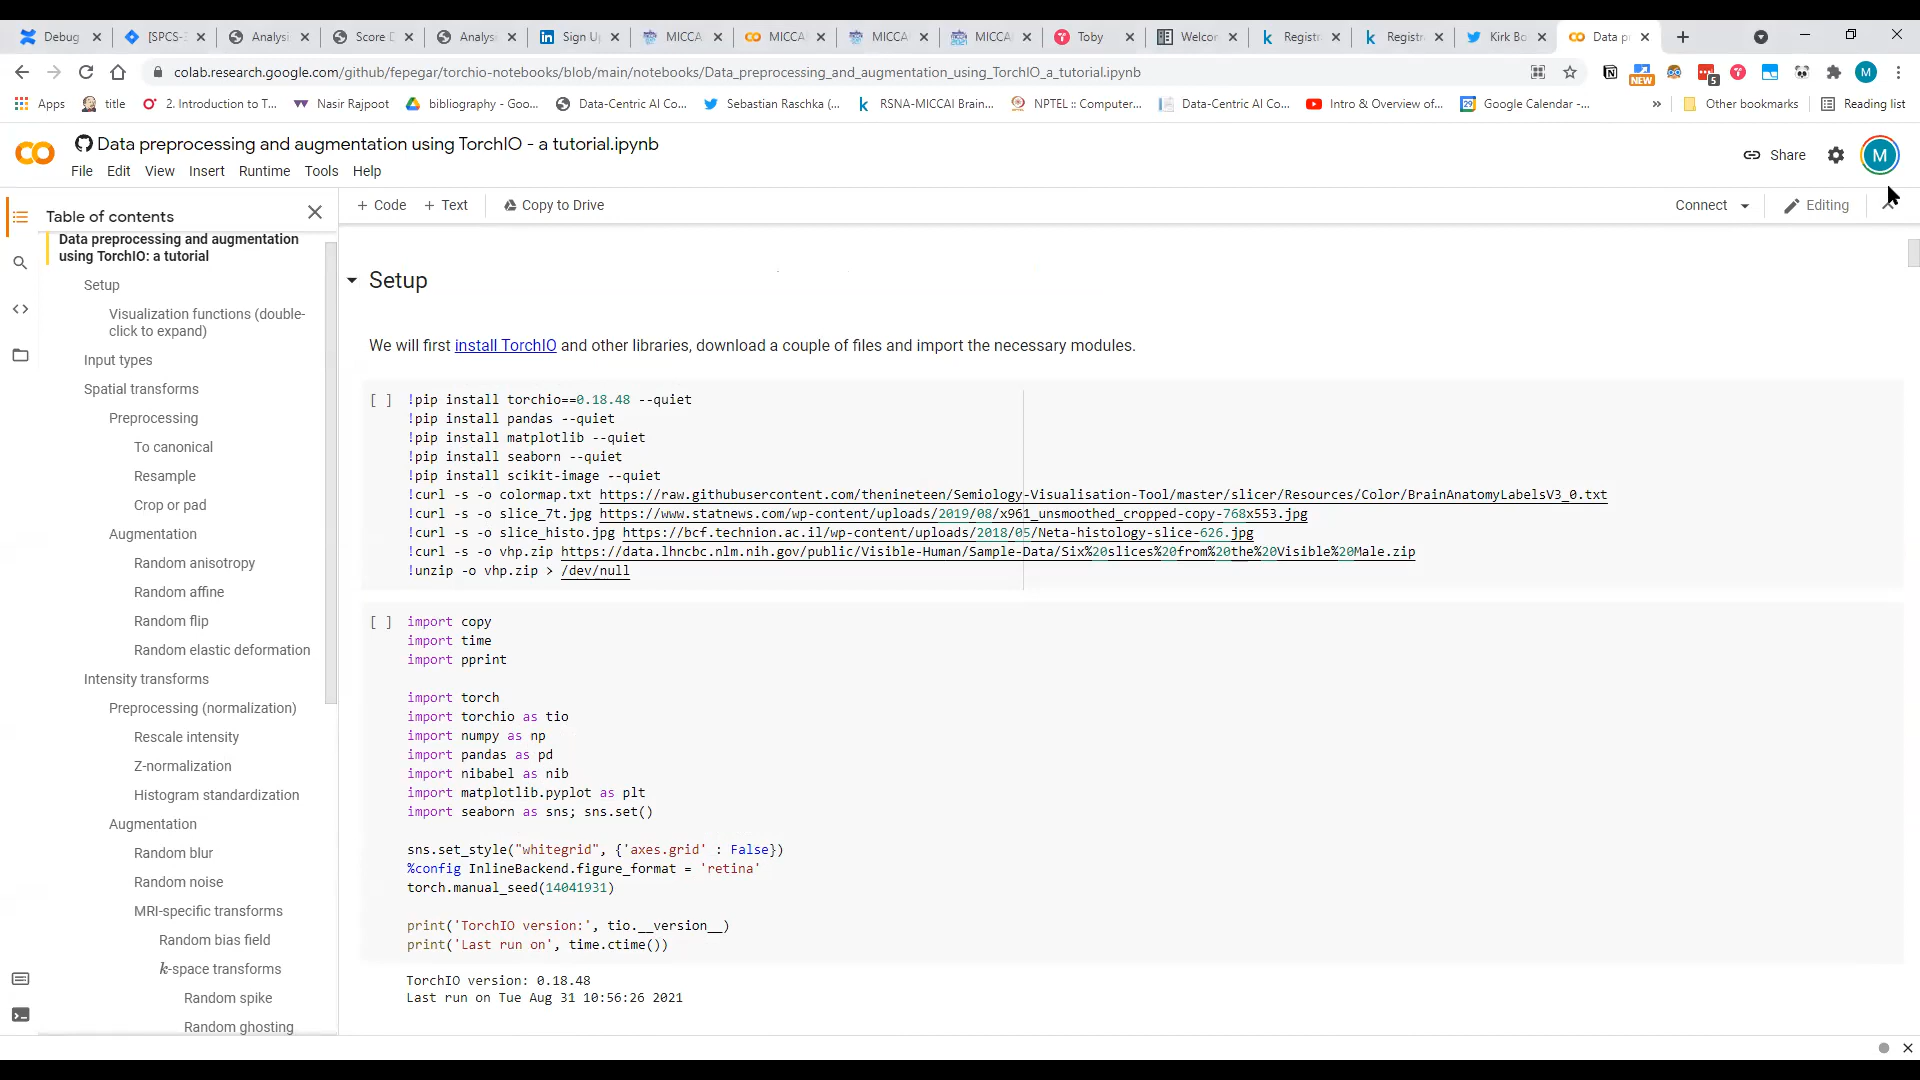 Debug
[SPCS-
Analysi
Score D
Analys
Sign U
MICCA
MICCAI
MICCA
MICCAI
Toby
Welcon
Registr
Registr
Kirk Bo
Data pr
colab.research.google.com/github/fepegar/torchio-notebooks/blob/main/notebooks/Data_preprocessing_and_augmentation_using_TorchIO_a_tutorial.ipynb
NEW
5
M
Apps
title
2. Introduction to T...
Nasir Rajpoot
bibliography - Goo...
Data-Centric AI Co...
Sebastian Raschka (...
RSNA-MICCAI Brain...
NPTEL :: Computer...
Data-Centric AI Co...
Intro & Overview of...
Google Calendar -...
»
Other bookmarks
Reading list
Data preprocessing and augmentation using TorchIO - a tutorial.ipynb
Share
M
File Edit View Insert Runtime Tools Help
+ Code + Text Copy to Drive
Connect
Editing
Table of contents
Data preprocessing and augmentation
using TorchIO: a tutorial
Setup
Visualization functions (double-
click to expand)
Input types
Spatial transforms
Preprocessing
To canonical
Resample
Crop or pad
Augmentation
Random anisotropy
Random affine
Random flip
Random elastic deformation
Intensity transforms
Preprocessing (normalization)
Rescale intensity
Z-normalization
Histogram standardization
Augmentation
Random blur
Random noise
MRI-specific transforms
Random bias field
k-space transforms
Random spike
Random ghosting
Setup
We will first install TorchIO and other libraries, download a couple of files and import the necessary modules.
[ ] !pip install torchio==0.18.48 --quiet
!pip install pandas --quiet
!pip install matplotlib --quiet
!pip install seaborn --quiet
!pip install scikit-image --quiet
!curl -s -o colormap.txt https://raw.githubusercontent.com/thenineteen/Semiology-Visualisation-Tool/master/slicer/Resources/Color/BrainAnatomyLabelsV3_0.txt
!curl -s -o slice_7t.jpg https://www.statnews.com/wp-content/uploads/2019/08/x961_unsmoothed_cropped-copy-768x553.jpg
!curl -s -o slice_histo.jpg https://bcf.technion.ac.il/wp-content/uploads/2018/05/Neta-histology-slice-626.jpg
!curl -s -o vhp.zip https://data.lhncbc.nlm.nih.gov/public/Visible-Human/Sample-Data/Six%20slices%20from%20the%20Visible%20Male.zip
!unzip -o vhp.zip > /dev/null
[ ] import copy
import time
import pprint
import torch
import torchio as tio
import numpy as np
import pandas as pd
import nibabel as nib
import matplotlib.pyplot as plt
import seaborn as sns; sns.set()
sns.set_style("whitegrid", {'axes.grid' : False})
%config InlineBackend.figure_format = 'retina'
torch.manual_seed(14041931)
print('TorchIO version:', tio.__version__)
print('Last run on', time.ctime())
TorchIO version: 0.18.48
Last run on Tue Aug 31 10:56:26 2021